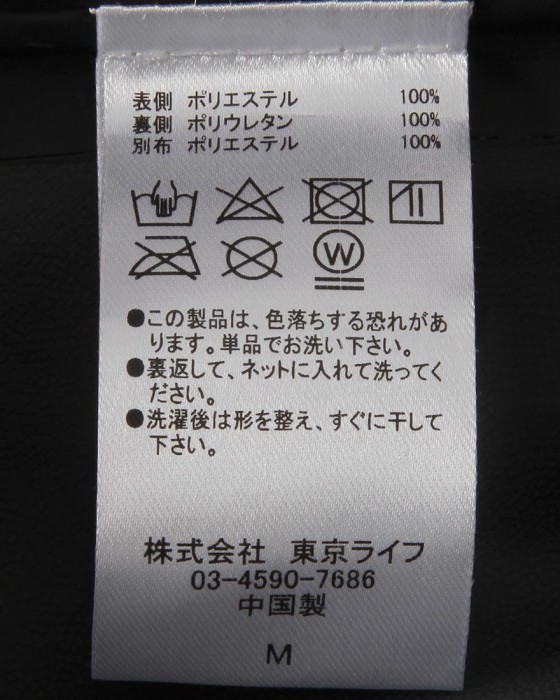 表側 ポリエステル 100%
裏側 ポリウレタン 100%
別布 ポリエステル 100%
W
●この製品は、色落ちする恐れがあ
ります。単品でお洗い下さい。
●裏返して、ネットに入れて洗ってく
ださい。
●洗濯後は形を整え、すぐに干して
下さい。
株式会社 東京ライフ
03-4590-7686
中国製
M